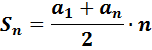 Sₙ = (a₁ + aₙ)/2 · n